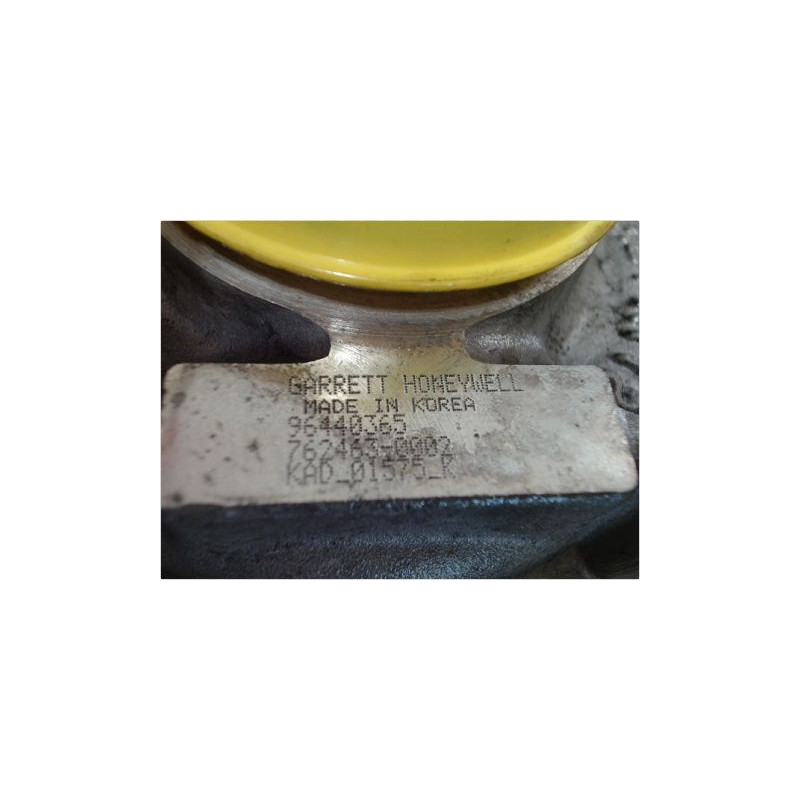 GARRETT HONEYWELL
MADE IN KOREA
96440365
762463-0002
KAD_01575_K